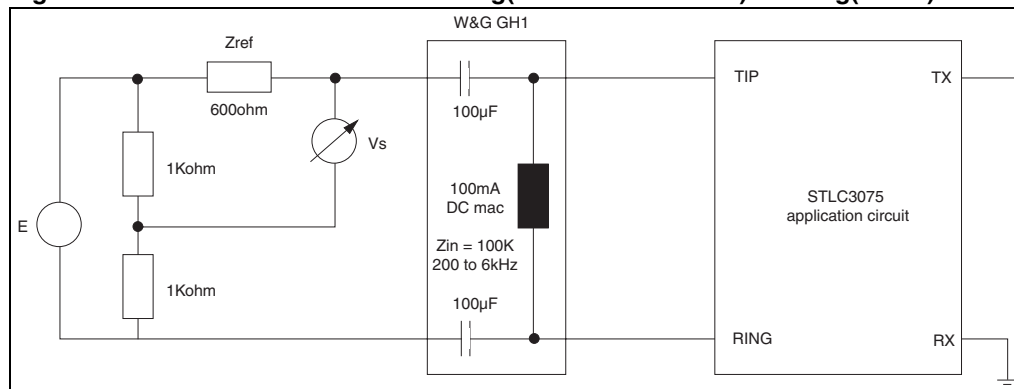 W&G GH1
Zref
600ohm
100µF
TIP
TX
Vs
1Kohm
100mA
DC mac
STLC3075
application circuit
E
Zin = 100K
200 to 6kHz
1Kohm
100µF
RING
RX